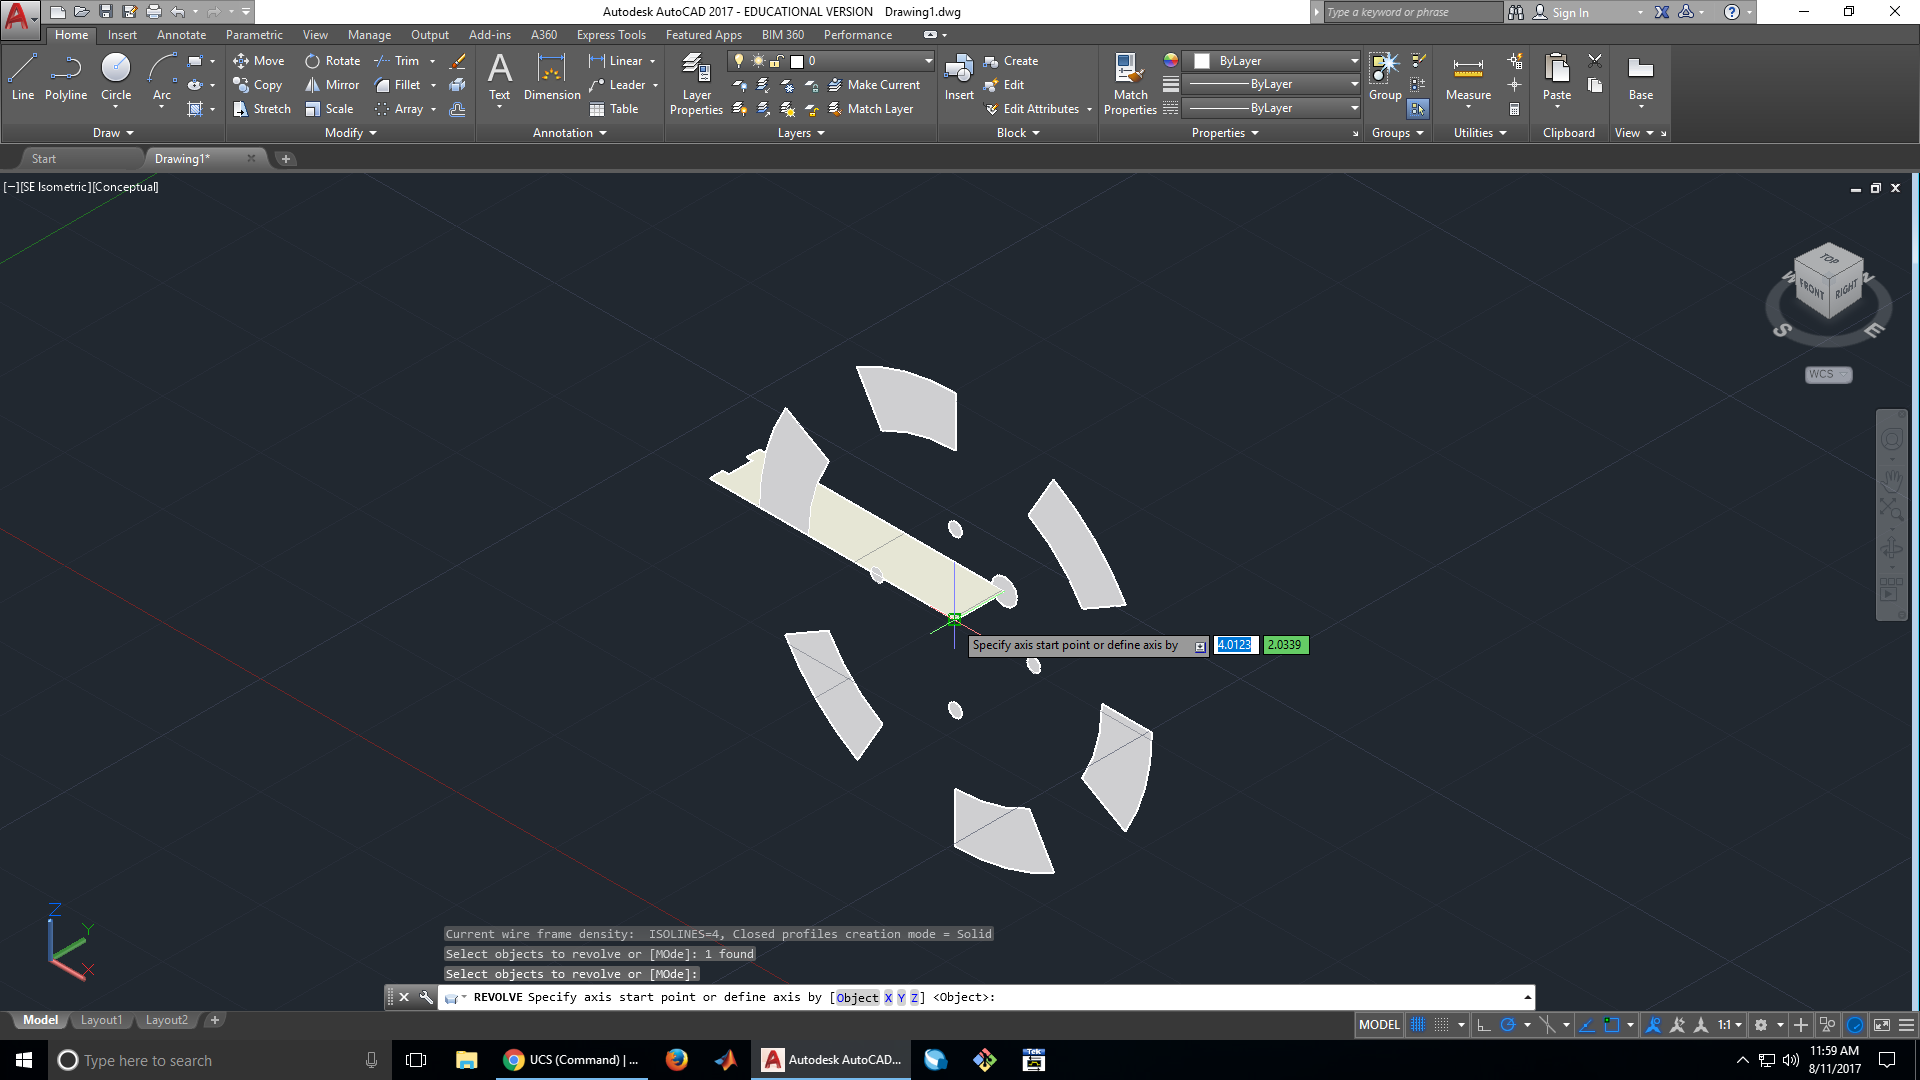 Autodesk AutoCAD 2017 - EDUCATIONAL VERSION Drawing1.dwg
Type a keyword or phrase
Sign In
Home Insert Annotate Parametric View Manage Output Add-ins A360 Express Tools Featured Apps BIM 360 Performance
Line Polyline Circle Arc
Move Rotate Trim
Copy Mirror Fillet
Stretch Scale Array
Text Dimension
Linear
Leader
Table
Layer Properties
0
Make Current
Match Layer
Insert
Create
Edit
Edit Attributes
Match Properties
ByLayer
ByLayer
ByLayer
Group
Measure
Paste
Base
Draw Modify Annotation Layers Block Properties Groups Utilities Clipboard View
Start Drawing1*
[−][SE Isometric][Conceptual]
TOP
FRONT RIGHT
W N
S E
WCS
Specify axis start point or define axis by 4.0123 2.0339
Z
Y
X
Current wire frame density: ISOLINES=4, Closed profiles creation mode = Solid
Select objects to revolve or [MOde]: 1 found
Select objects to revolve or [MOde]:
REVOLVE Specify axis start point or define axis by [Object X Y Z] <Object>:
Model Layout1 Layout2
MODEL 1:1
Type here to search
UCS (Command) | ...
Autodesk AutoCAD...
Tek
11:59 AM
8/11/2017